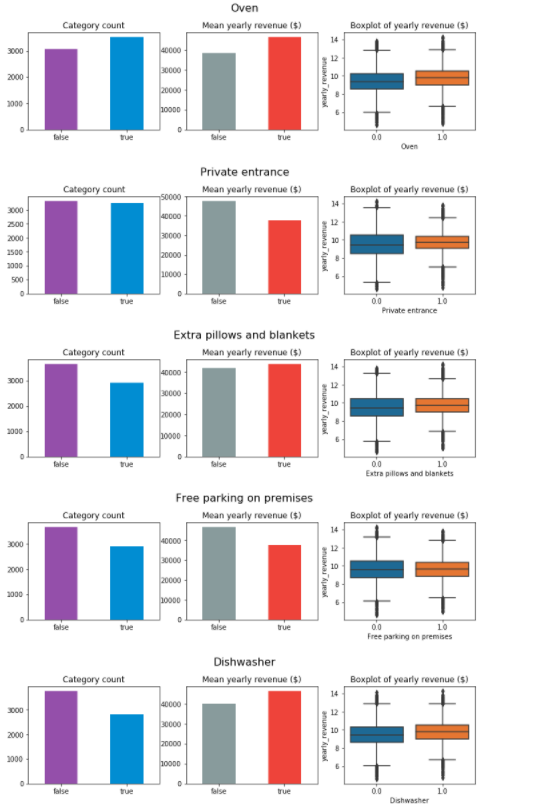 Oven
Category count
Mean yearly revenue ($)
Boxplot of yearly revenue ($)
3000
2000
1000
0
false
true
40000
30000
20000
10000
0
false
true
yearly_revenue
14
12
10
8
6
0.0
1.0
Oven
Private entrance
Category count
Mean yearly revenue ($)
Boxplot of yearly revenue ($)
3000
2500
2000
1500
1000
500
0
false
true
50000
40000
30000
20000
10000
0
false
true
yearly_revenue
14
12
10
8
6
0.0
1.0
Private entrance
Extra pillows and blankets
Category count
Mean yearly revenue ($)
Boxplot of yearly revenue ($)
3000
2000
1000
0
false
true
40000
30000
20000
10000
0
false
true
yearly_revenue
14
12
10
8
6
0.0
1.0
Extra pillows and blankets
Free parking on premises
Category count
Mean yearly revenue ($)
Boxplot of yearly revenue ($)
3000
2000
1000
0
false
true
40000
30000
20000
10000
0
false
true
yearly_revenue
14
12
10
8
6
0.0
1.0
Free parking on premises
Dishwasher
Category count
Mean yearly revenue ($)
Boxplot of yearly revenue ($)
3000
2000
1000
0
false
true
40000
30000
20000
10000
0
false
true
yearly_revenue
14
12
10
8
6
0.0
1.0
Dishwasher